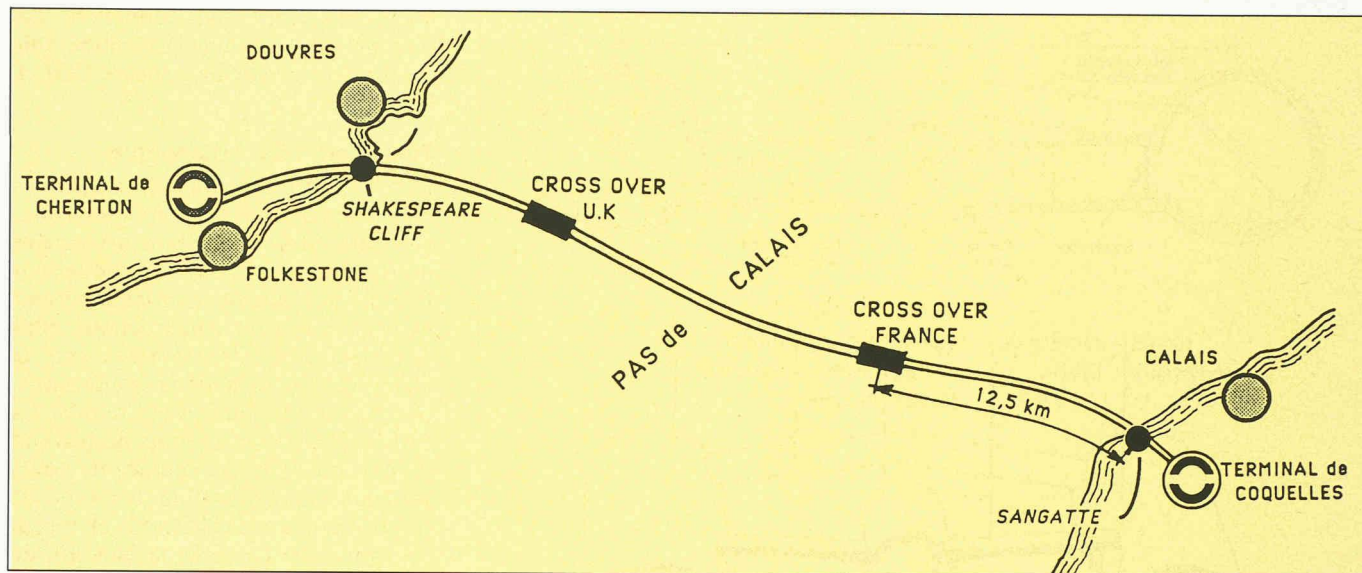 DOUVRES
TERMINAL de
CHERITON
SHAKESPEARE
CLIFF
FOLKESTONE
CROSS OVER
U.K
PAS de CALAIS
CROSS OVER
FRANCE
12,5 km
CALAIS
TERMINAL de
COQUELLES
SANGATTE